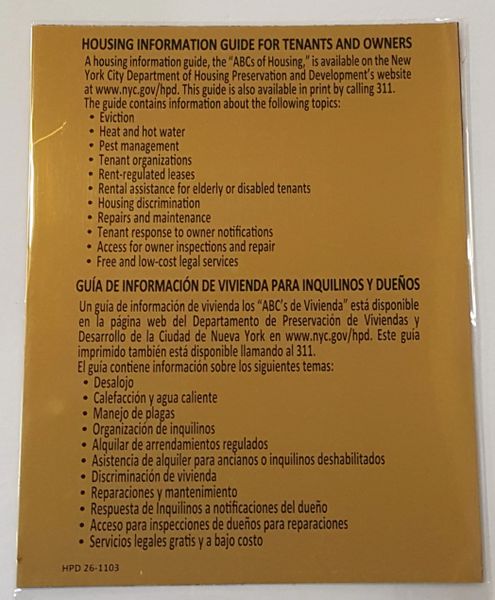 HOUSING INFORMATION GUIDE FOR TENANTS AND OWNERS
A housing information guide, the "ABCs of Housing," is available on the New
York City Department of Housing Preservation and Development's website
at www.nyc.gov/hpd. This guide is also available in print by calling 311.
The guide contains information about the following topics:
• Eviction
• Heat and hot water
• Pest management
• Tenant organizations
• Rent-regulated leases
• Rental assistance for elderly or disabled tenants
• Housing discrimination
• Repairs and maintenance
• Tenant response to owner notifications
• Access for owner inspections and repair
• Free and low-cost legal services
GUÍA DE INFORMACIÓN DE VIVIENDA PARA INQUILINOS Y DUEÑOS
Un guía de información de vivienda los "ABC's de Vivienda" está disponible
en la página web del Departamento de Preservación de Viviendas y
Desarrollo de la Ciudad de Nueva York en www.nyc.gov/hpd. Este guía
imprimido también está disponible llamando al 311.
El guía contiene información sobre los siguientes temas:
• Desalojo
• Calefacción y agua caliente
• Manejo de plagas
• Organización de inquilinos
• Alquilar de arrendamientos regulados
• Asistencia de alquiler para ancianos o inquilinos deshabilitados
• Discriminación de vivienda
• Reparaciones y mantenimiento
• Respuesta de Inquilinos a notificaciones del dueño
• Acceso para inspecciones de dueños para reparaciones
• Servicios legales gratis y a bajo costo
HPD 26-1103